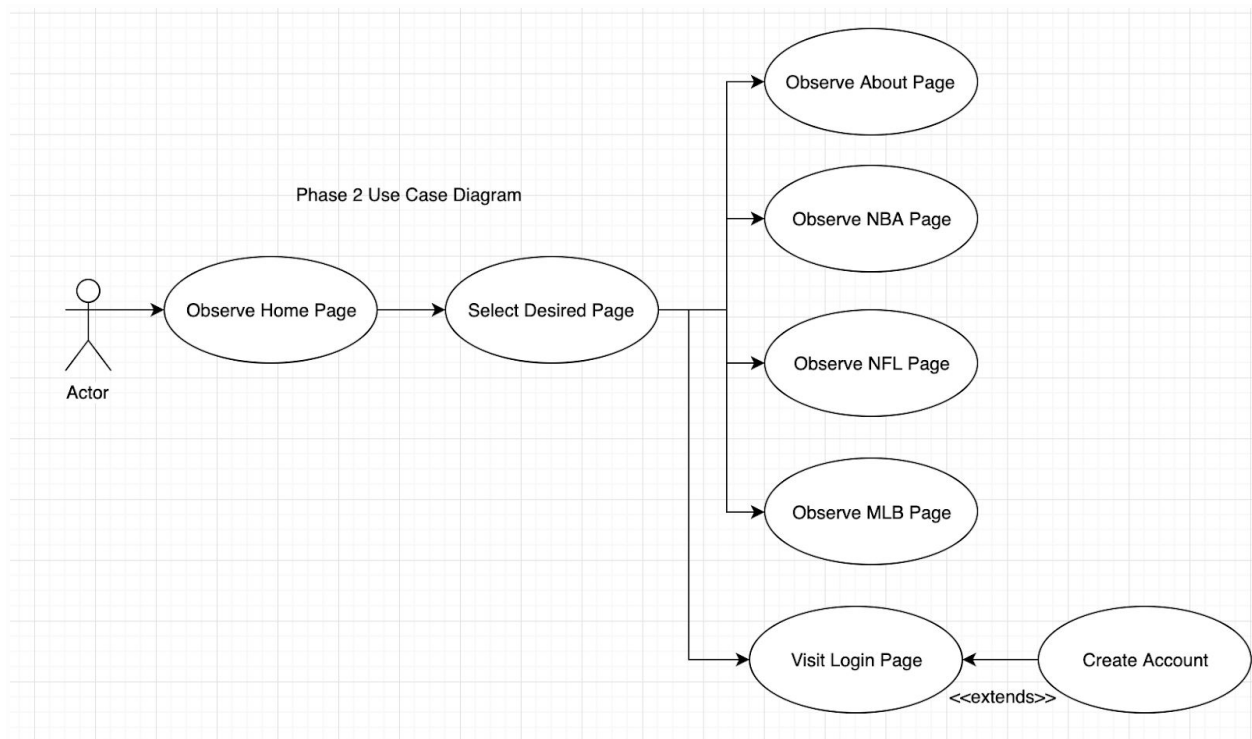 Observe About Page
Phase 2 Use Case Diagram
Observe NBA Page
Observe Home Page
Select Desired Page
Observe NFL Page
Actor
Observe MLB Page
Visit Login Page
Create Account
<<extends>>